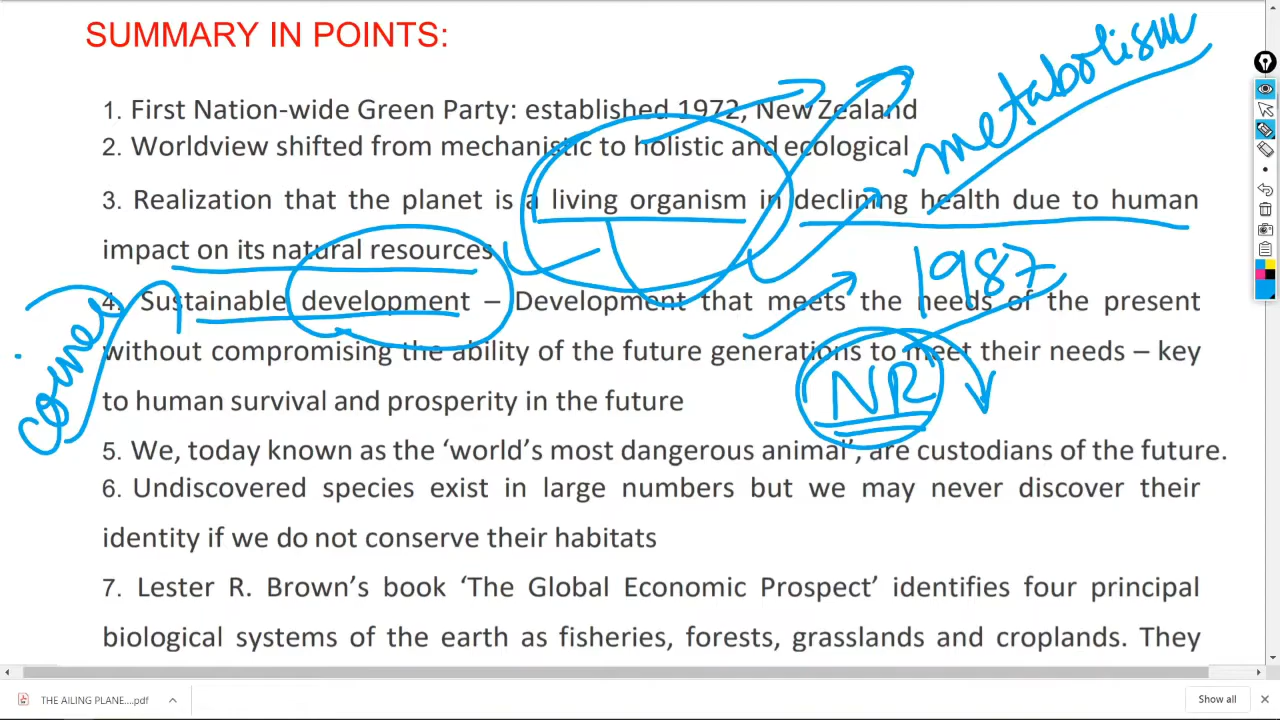 SUMMARY IN POINTS:
metabolism
1. First Nation-wide Green Party: established 1972, New Zealand
2. Worldview shifted from mechanistic to holistic and ecological
3. Realization that the planet is a living organism in declining health due to human
impact on its natural resources
1987
4. Sustainable development – Development that meets the needs of the present
without compromising the ability of the future generations to meet their needs – key
coined
NR
to human survival and prosperity in the future
5. We, today known as the ‘world’s most dangerous animal’, are custodians of the future.
6. Undiscovered species exist in large numbers but we may never discover their
identity if we do not conserve their habitats
7. Lester R. Brown’s book ‘The Global Economic Prospect’ identifies four principal
biological systems of the earth as fisheries, forests, grasslands and croplands. They
THE AILING PLANE....pdf
Show all